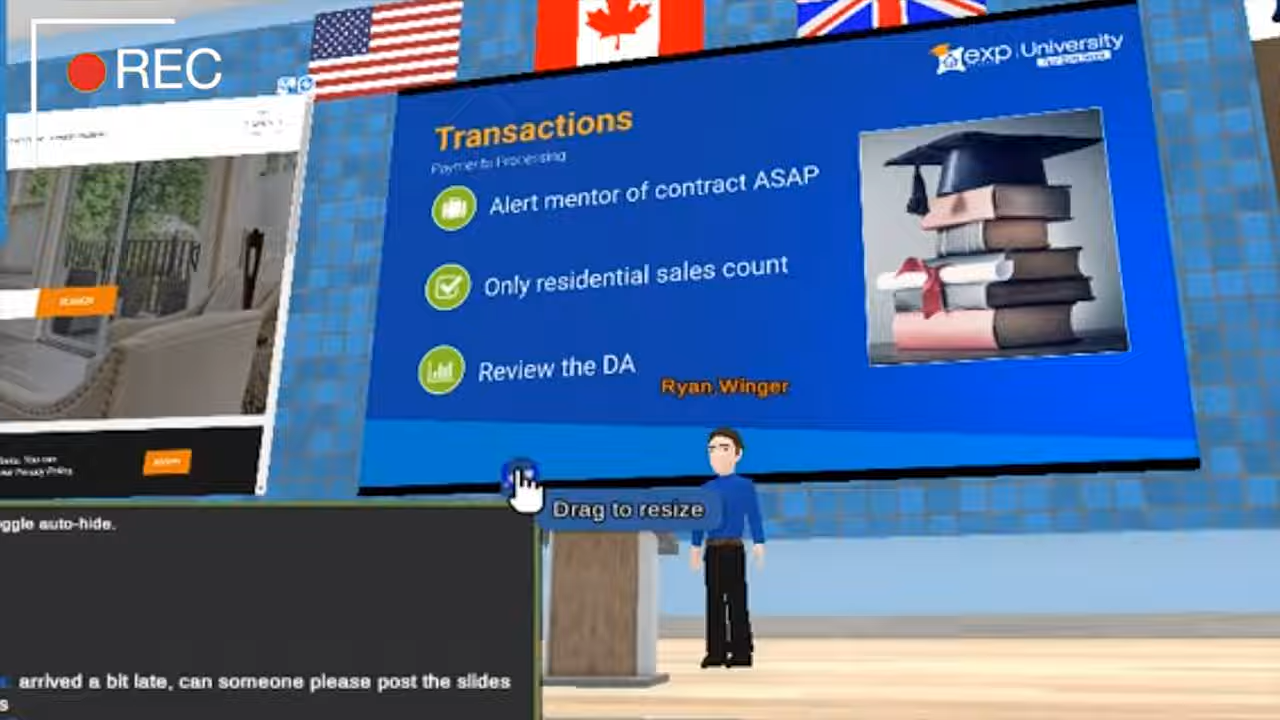 REC
exp University
Transactions
Payments Processing
Alert mentor of contract ASAP
Only residential sales count
Review the DA
Ryan.Winger
SEARCH
Drag to resize
ggle auto-hide.
arrived a bit late, can someone please post the slides
s